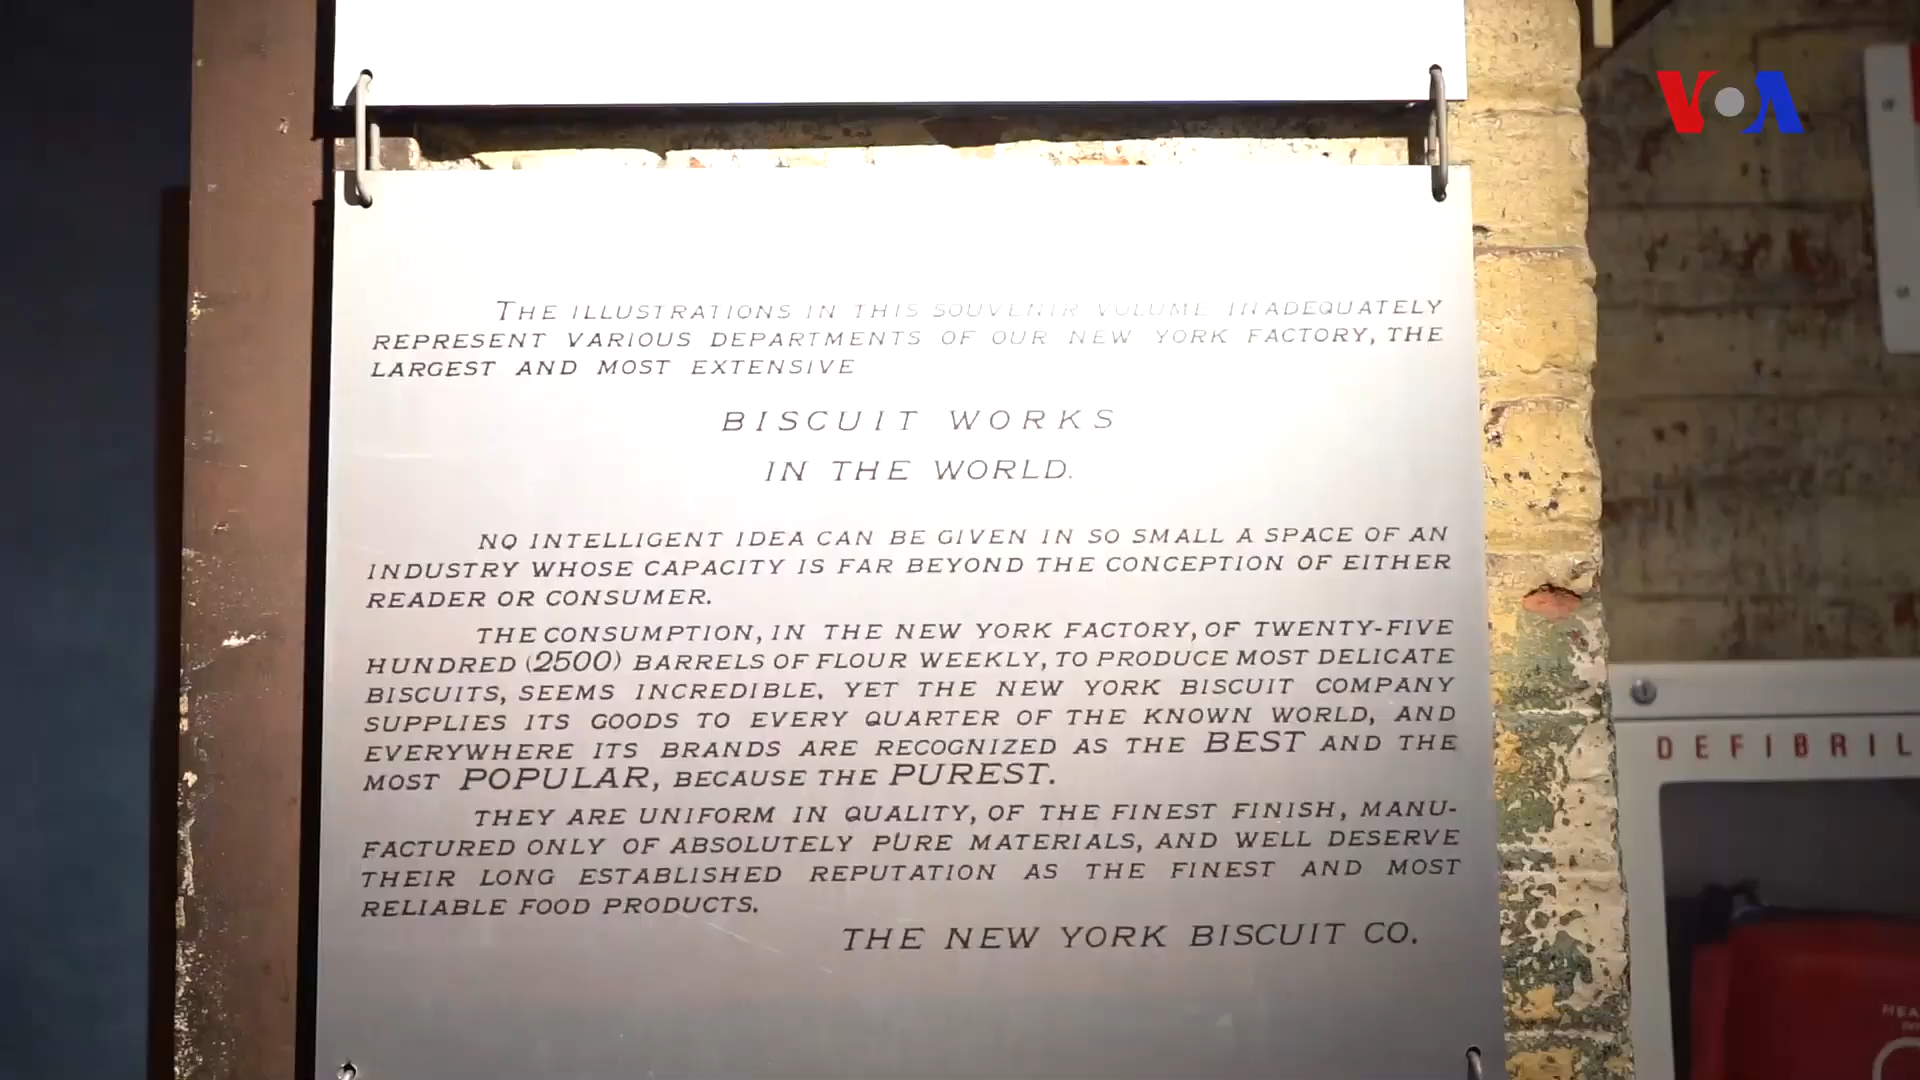 VOA
THE ILLUSTRATIONS IN THIS SOUVENIR VOLUME INADEQUATELY
REPRESENT VARIOUS DEPARTMENTS OF OUR NEW YORK FACTORY, THE
LARGEST AND MOST EXTENSIVE
BISCUIT WORKS
IN THE WORLD.
NO INTELLIGENT IDEA CAN BE GIVEN IN SO SMALL A SPACE OF AN
INDUSTRY WHOSE CAPACITY IS FAR BEYOND THE CONCEPTION OF EITHER
READER OR CONSUMER.
THE CONSUMPTION, IN THE NEW YORK FACTORY, OF TWENTY-FIVE
HUNDRED (2500) BARRELS OF FLOUR WEEKLY, TO PRODUCE MOST DELICATE
BISCUITS, SEEMS INCREDIBLE, YET THE NEW YORK BISCUIT COMPANY
SUPPLIES ITS GOODS TO EVERY QUARTER OF THE KNOWN WORLD, AND
EVERYWHERE ITS BRANDS ARE RECOGNIZED AS THE BEST AND THE
MOST POPULAR, BECAUSE THE PUREST.
THEY ARE UNIFORM IN QUALITY, OF THE FINEST FINISH, MANU-
FACTURED ONLY OF ABSOLUTELY PURE MATERIALS, AND WELL DESERVE
THEIR LONG ESTABLISHED REPUTATION AS THE FINEST AND MOST
RELIABLE FOOD PRODUCTS.
THE NEW YORK BISCUIT CO.
DEFIBRIL
HEA